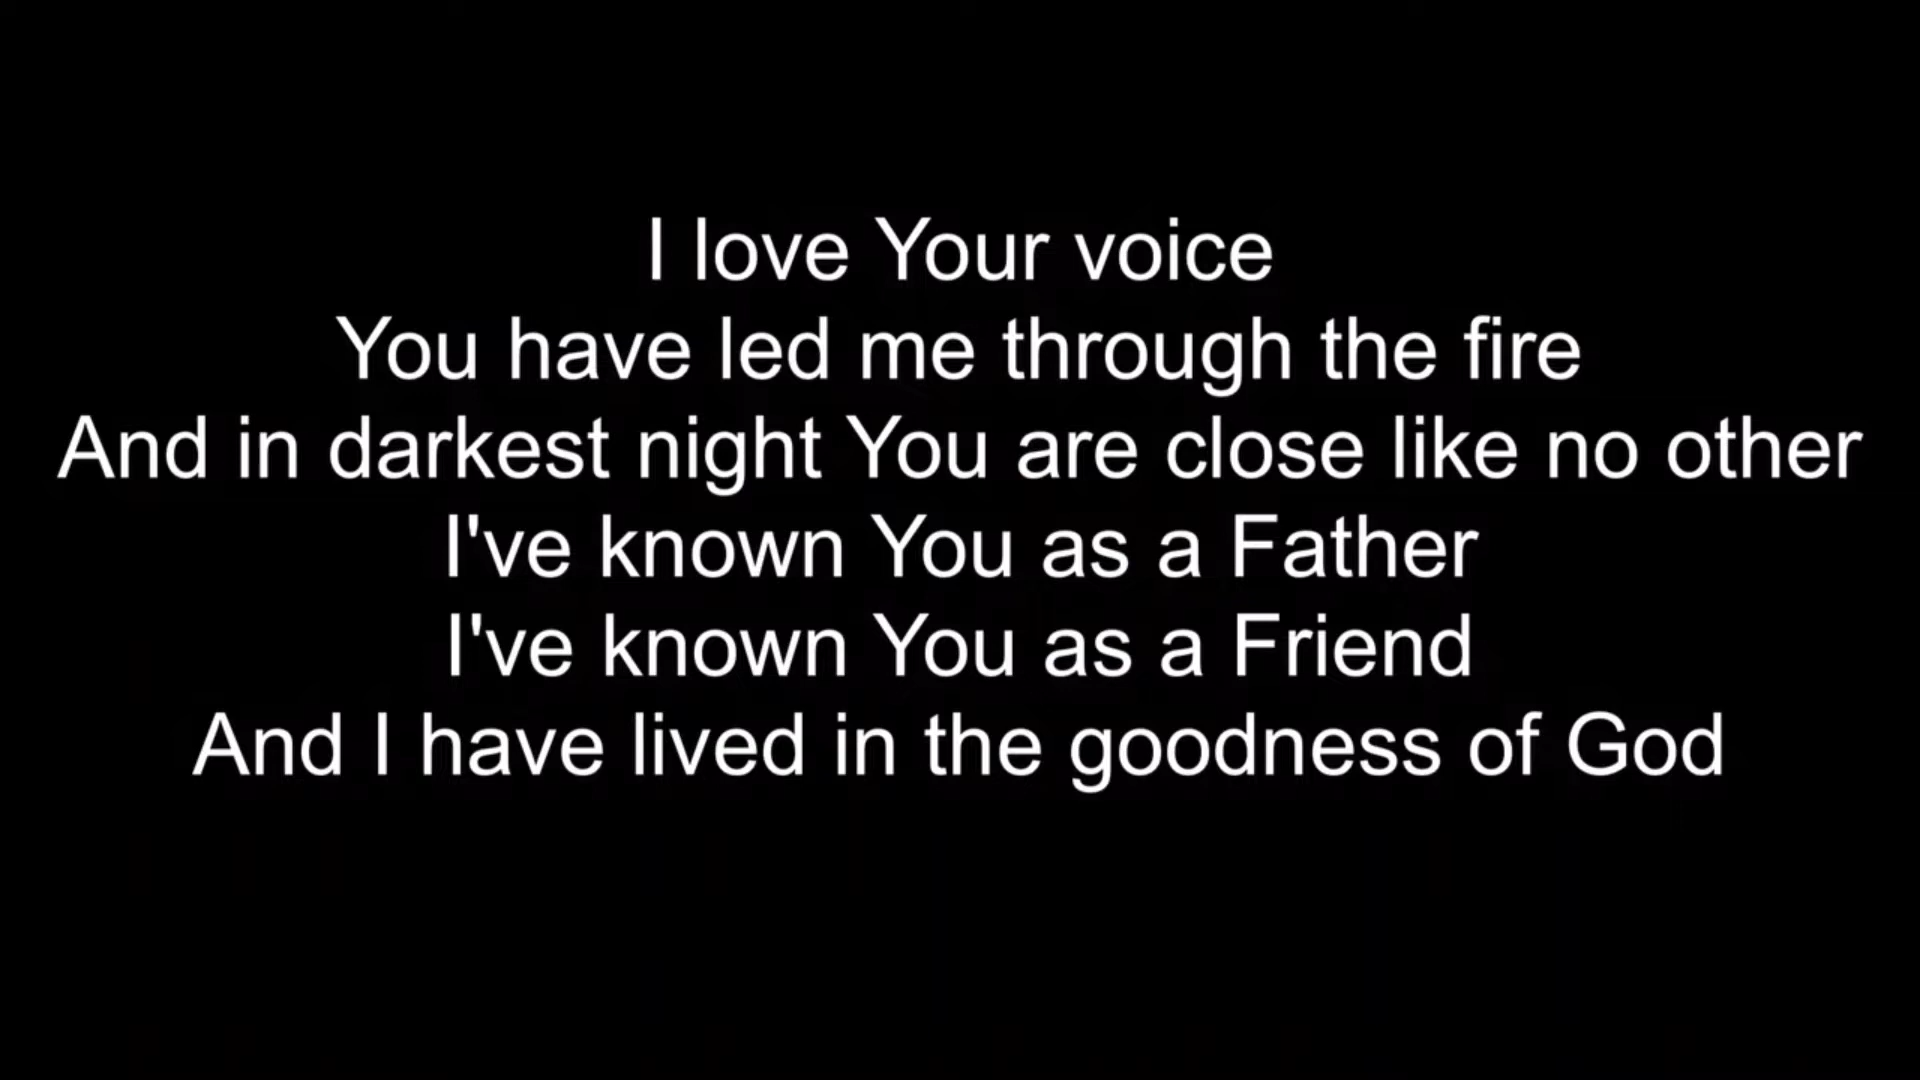 I love Your voice
You have led me through the fire
And in darkest night You are close like no other
I've known You as a Father
I've known You as a Friend
And I have lived in the goodness of God